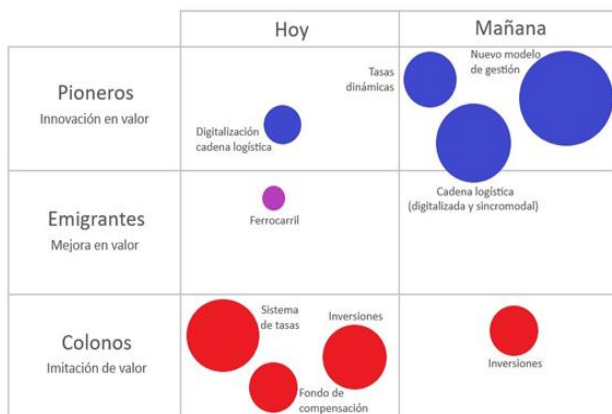 Hoy
Mañana
Pioneros
Innovación en valor
Digitalización
cadena logística
Tasas
dinámicas
Nuevo modelo
de gestión
Cadena logística
(digitalizada y sincromodal)
Emigrantes
Mejora en valor
Ferrocarril
Colonos
Imitación de valor
Sistema
de tasas
Inversiones
Fondo de
compensación
Inversiones